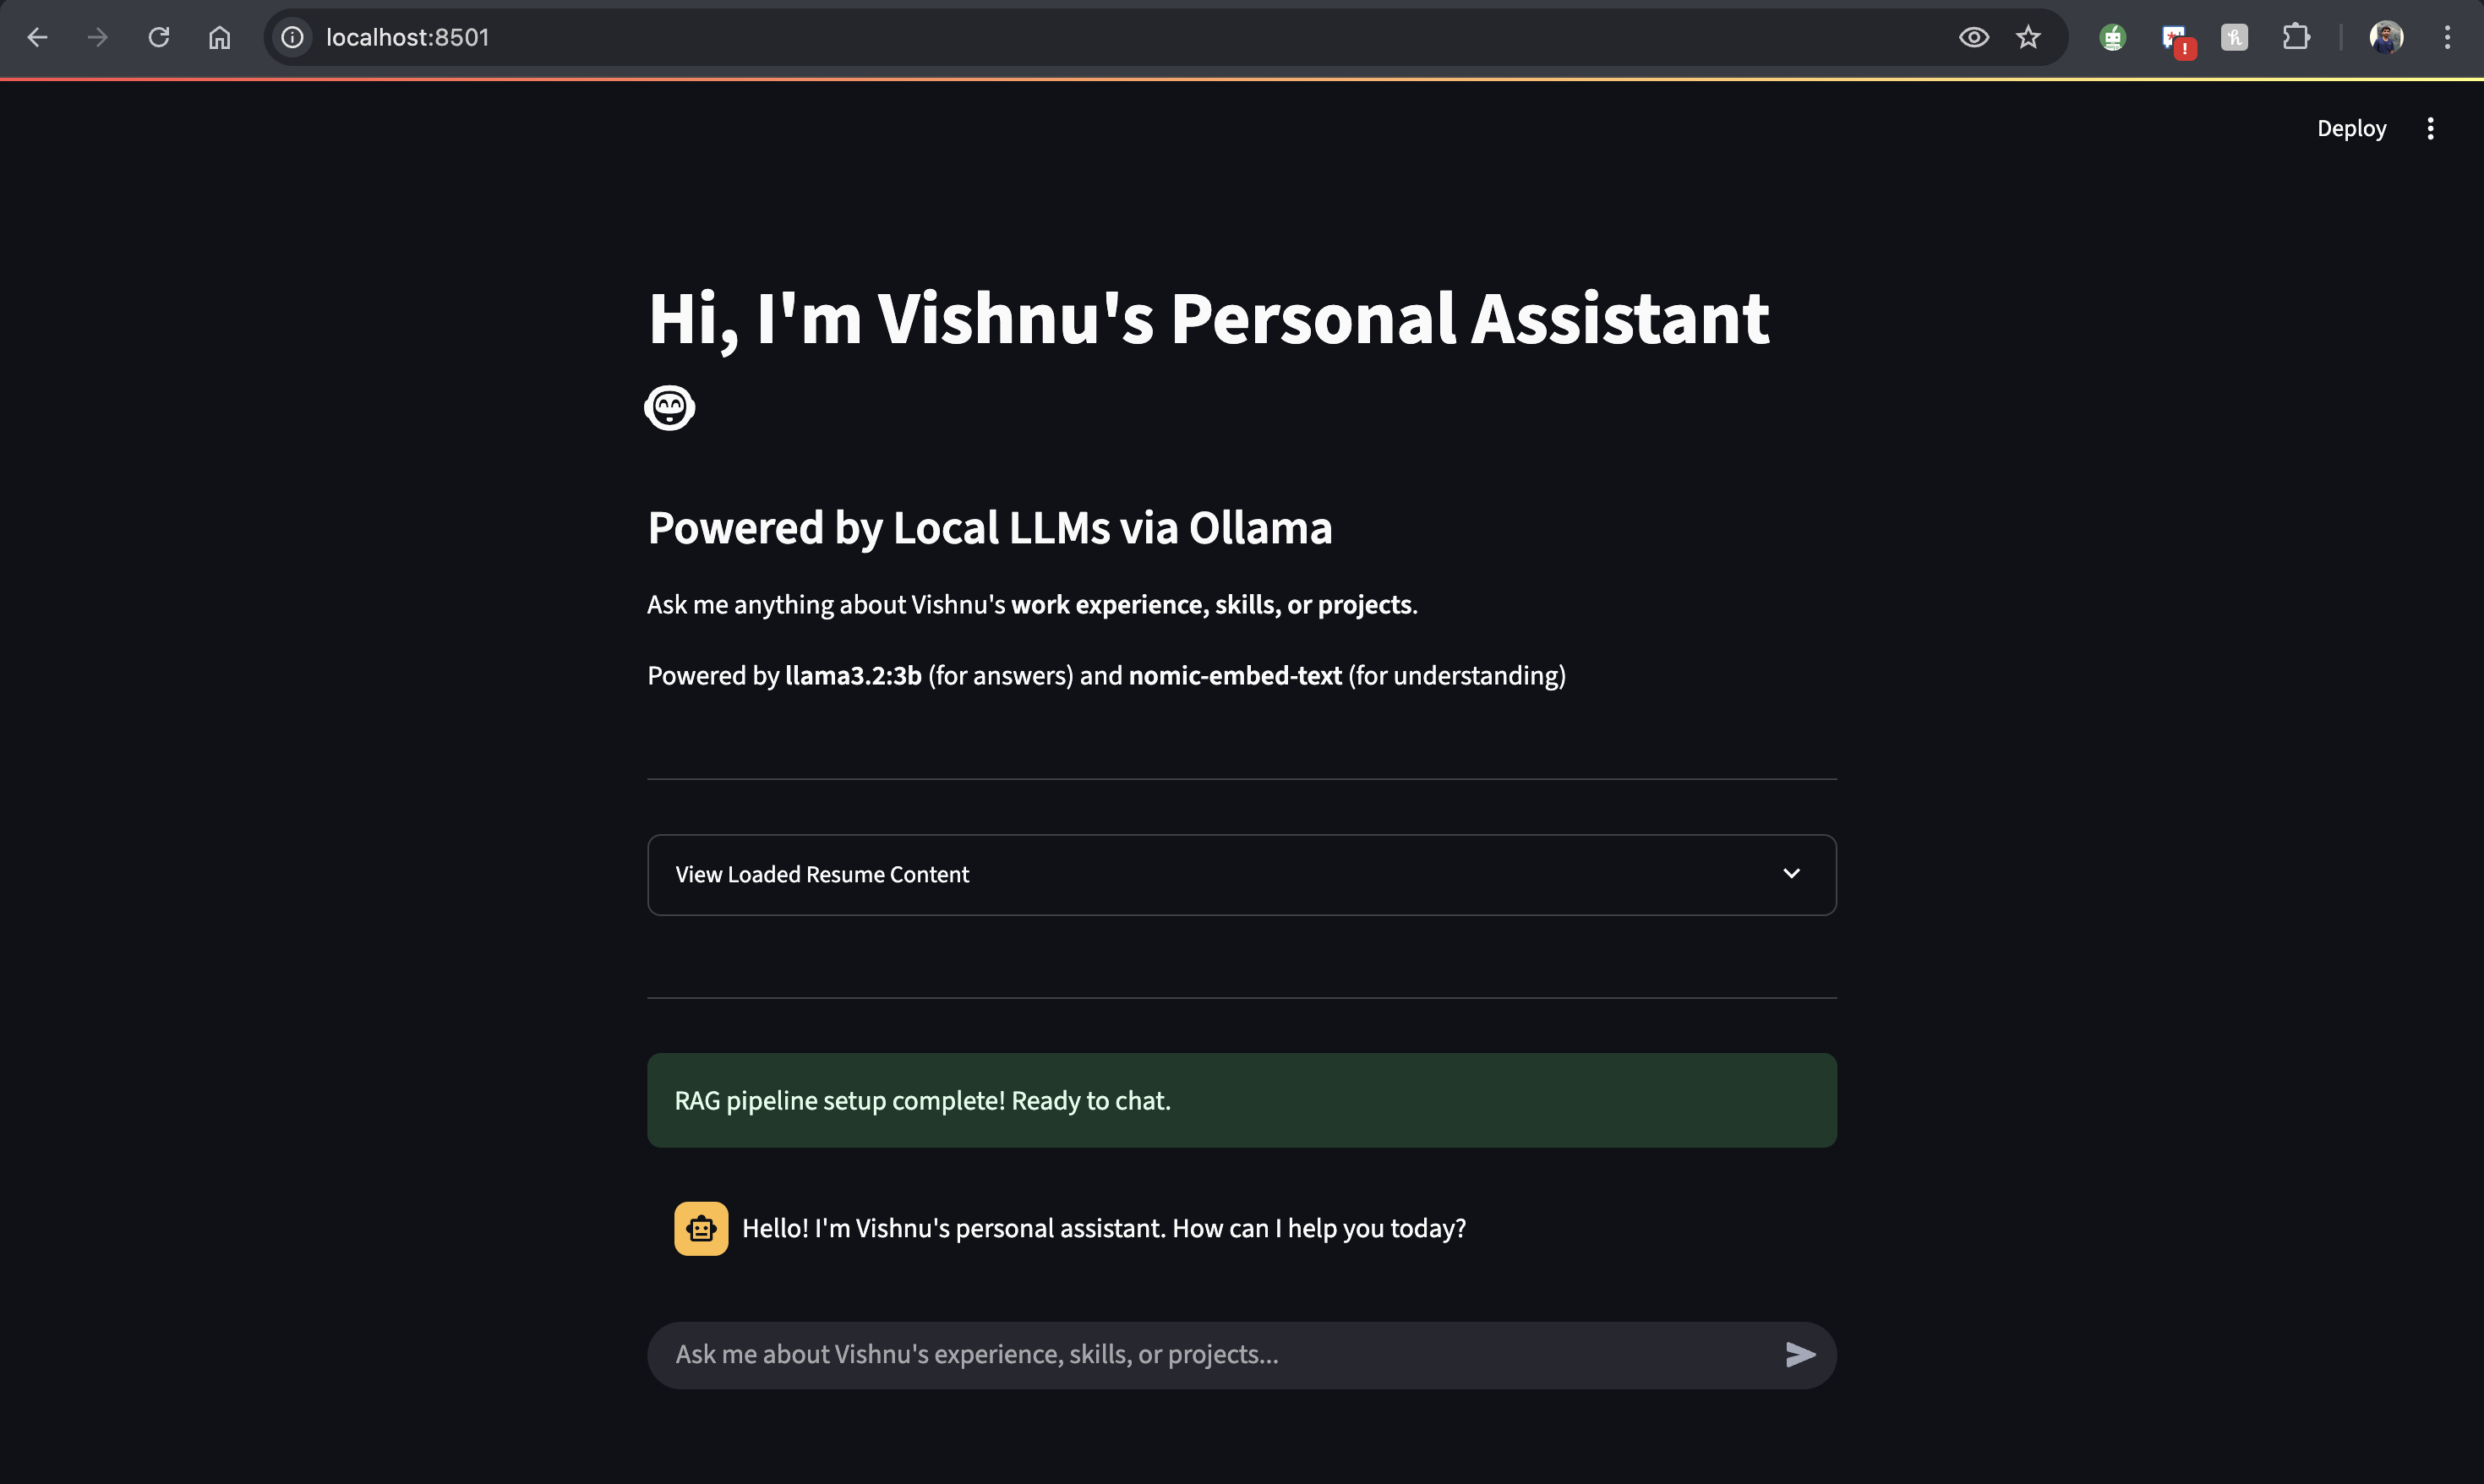 localhost:8501
Deploy
Hi, I'm Vishnu's Personal Assistant
Powered by Local LLMs via Ollama
Ask me anything about Vishnu's work experience, skills, or projects.
Powered by llama3.2:3b (for answers) and nomic-embed-text (for understanding)
View Loaded Resume Content
RAG pipeline setup complete! Ready to chat.
Hello! I'm Vishnu's personal assistant. How can I help you today?
Ask me about Vishnu's experience, skills, or projects...